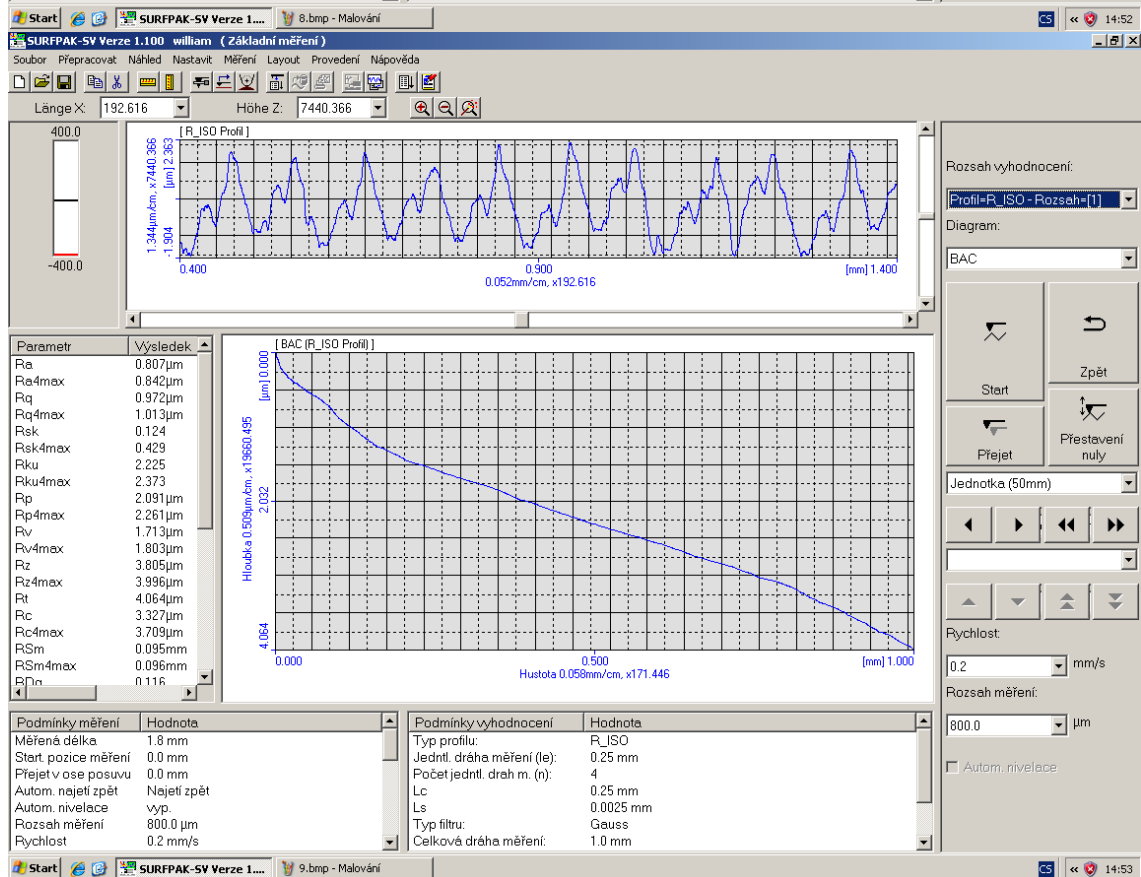 Start SURFPAK-SV Verze 1.... 8.bmp - Malování CS « 14:52
SURFPAK-SV Verze 1.100 william ( Základní měření )
Soubor Přepracovat Náhled Nastavit Měření Layout Provedení Nápověda
Länge X: 192.616 Höhe Z: 7440.366
400.0
-400.0
[ R_ISO Profil ]
1.344µm/cm, x7440.366
-1.904 [µm] 2.363
0.400 0.900 [mm] 1.400
0.052mm/cm, x192.616
Parametr Výsledek
Ra 0.807µm
Ra4max 0.842µm
Rq 0.972µm
Rq4max 1.013µm
Rsk 0.124
Rsk4max 0.429
Rku 2.225
Rku4max 2.373
Rp 2.091µm
Rp4max 2.261µm
Rv 1.713µm
Rv4max 1.803µm
Rz 3.805µm
Rz4max 3.996µm
Rt 4.064µm
Rc 3.327µm
Rc4max 3.709µm
RSm 0.095mm
RSm4max 0.096mm
RDq 0.116
[ BAC (R_ISO Profil) ]
Hloubka 0.509µm/cm, x19660.495
4.064 2.032 [µm] 0.000
0.000 0.500 [mm] 1.000
Hustota 0.058mm/cm, x171.446
Podmínky měření Hodnota
Měřená délka 1.8 mm
Start. pozice měření 0.0 mm
Přejet v ose posuvu 0.0 mm
Autom. najetí zpět Najetí zpět
Autom. nivelace vyp.
Rozsah měření 800.0 µm
Rychlost 0.2 mm/s
Podmínky vyhodnocení Hodnota
Typ profilu: R_ISO
Jedntl. dráha měření (le): 0.25 mm
Počet jedntl. drah m. (n): 4
Lc 0.25 mm
Ls 0.0025 mm
Typ filtru: Gauss
Celková dráha měření: 1.0 mm
Rozsah vyhodnocení:
Profil=R_ISO - Rozsah=[1]
Diagram:
BAC
Start
Zpět
Přejet
Přestavení
nuly
Jednotka (50mm)
Rychlost:
0.2 mm/s
Rozsah měření:
800.0 µm
Autom. nivelace
Start SURFPAK-SV Verze 1.... 9.bmp - Malování CS « 14:53